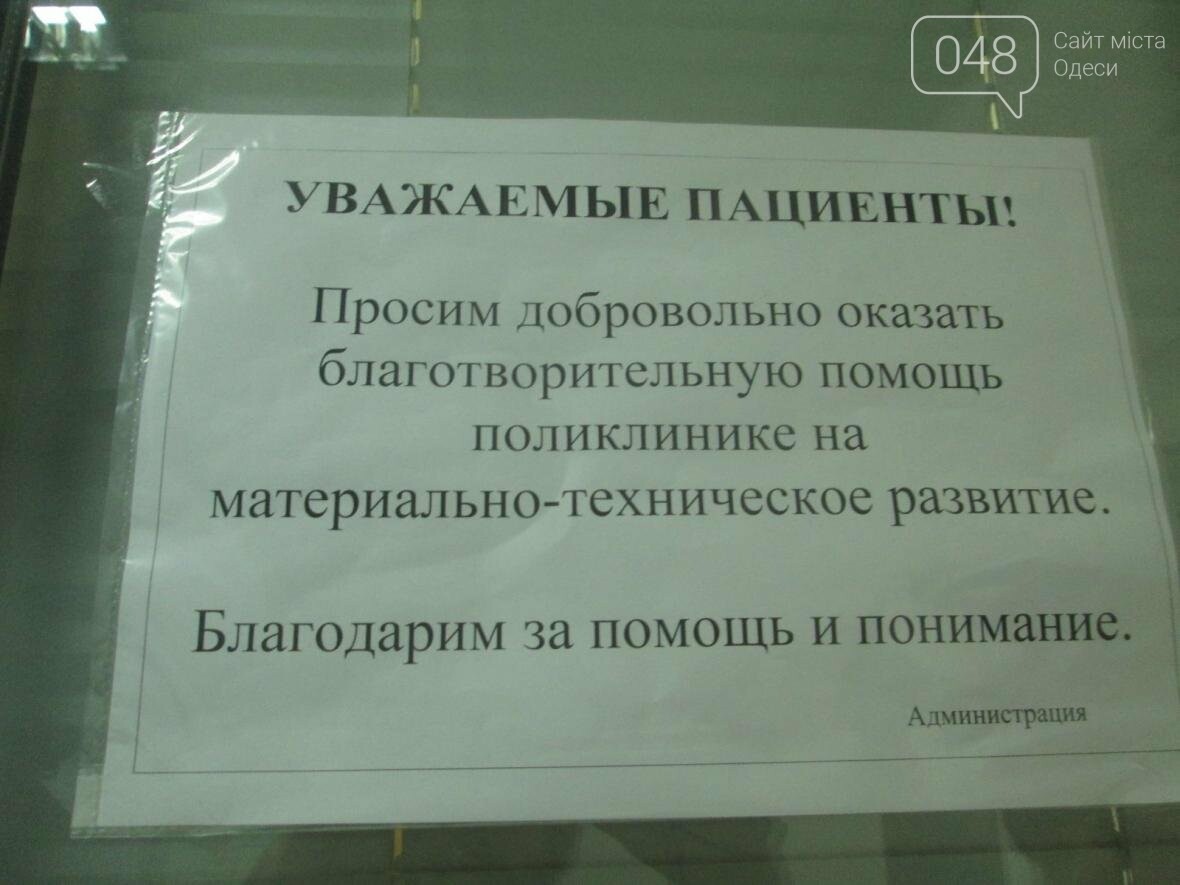 048
Сайт міста
Одеси
УВАЖАЕМЫЕ ПАЦИЕНТЫ!
Просим добровольно оказать
благотворительную помощь
поликлинике на
материально-техническое развитие.
Благодарим за помощь и понимание.
Администрация